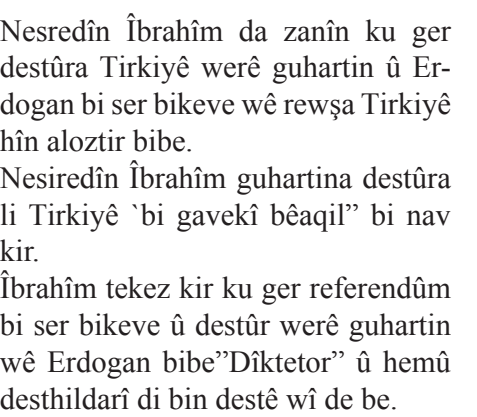 Nesredîn Îbrahîm da zanîn ku ger
destûra Tirkiyê werê guhartin û Er-
dogan bi ser bikeve wê rewşa Tirkiyê
hîn aloztir bibe.
Nesiredîn Îbrahîm guhartina destûra
li Tirkiyê `bi gavekî bêaqil” bi nav
kir.
Îbrahîm tekez kir ku ger referendûm
bi ser bikeve û destûr werê guhartin
wê Erdogan bibe”Dîktetor” û hemû
desthildarî di bin destê wî de be.